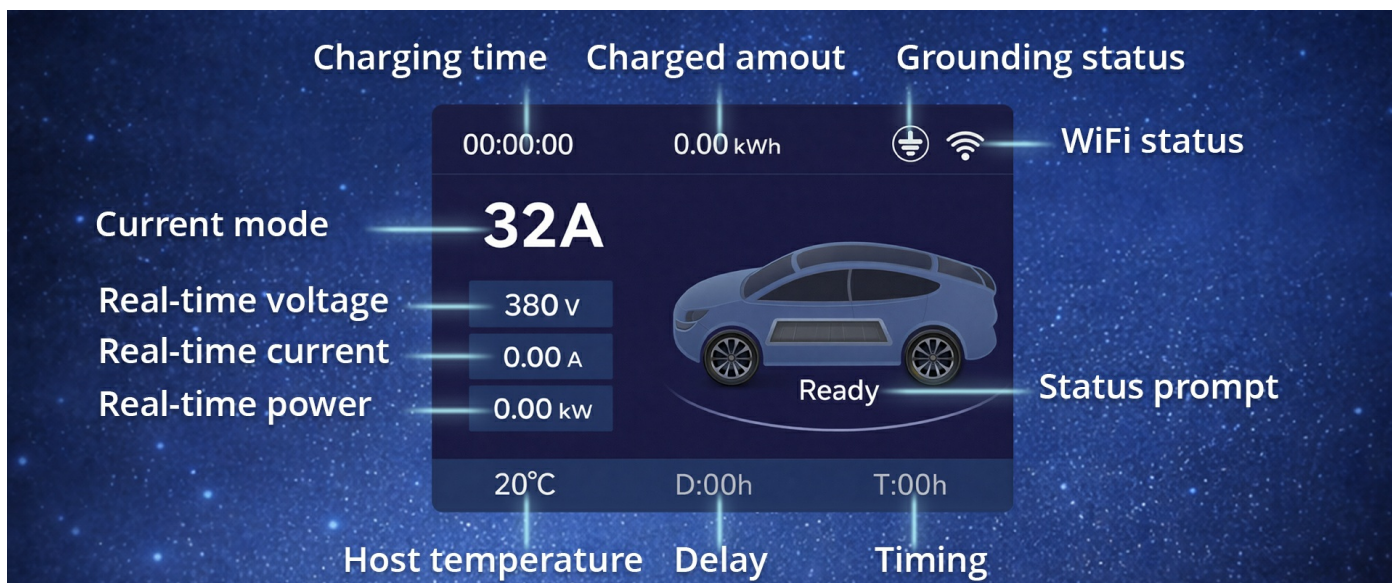 Charging time Charged amout Grounding status
00:00:00 0.00 kWh WiFi status
Current mode 32A
Real-time voltage 380 V
Real-time current 0.00 A
Real-time power 0.00 kw
Ready Status prompt
20°C D:00h T:00h
Host temperature Delay Timing